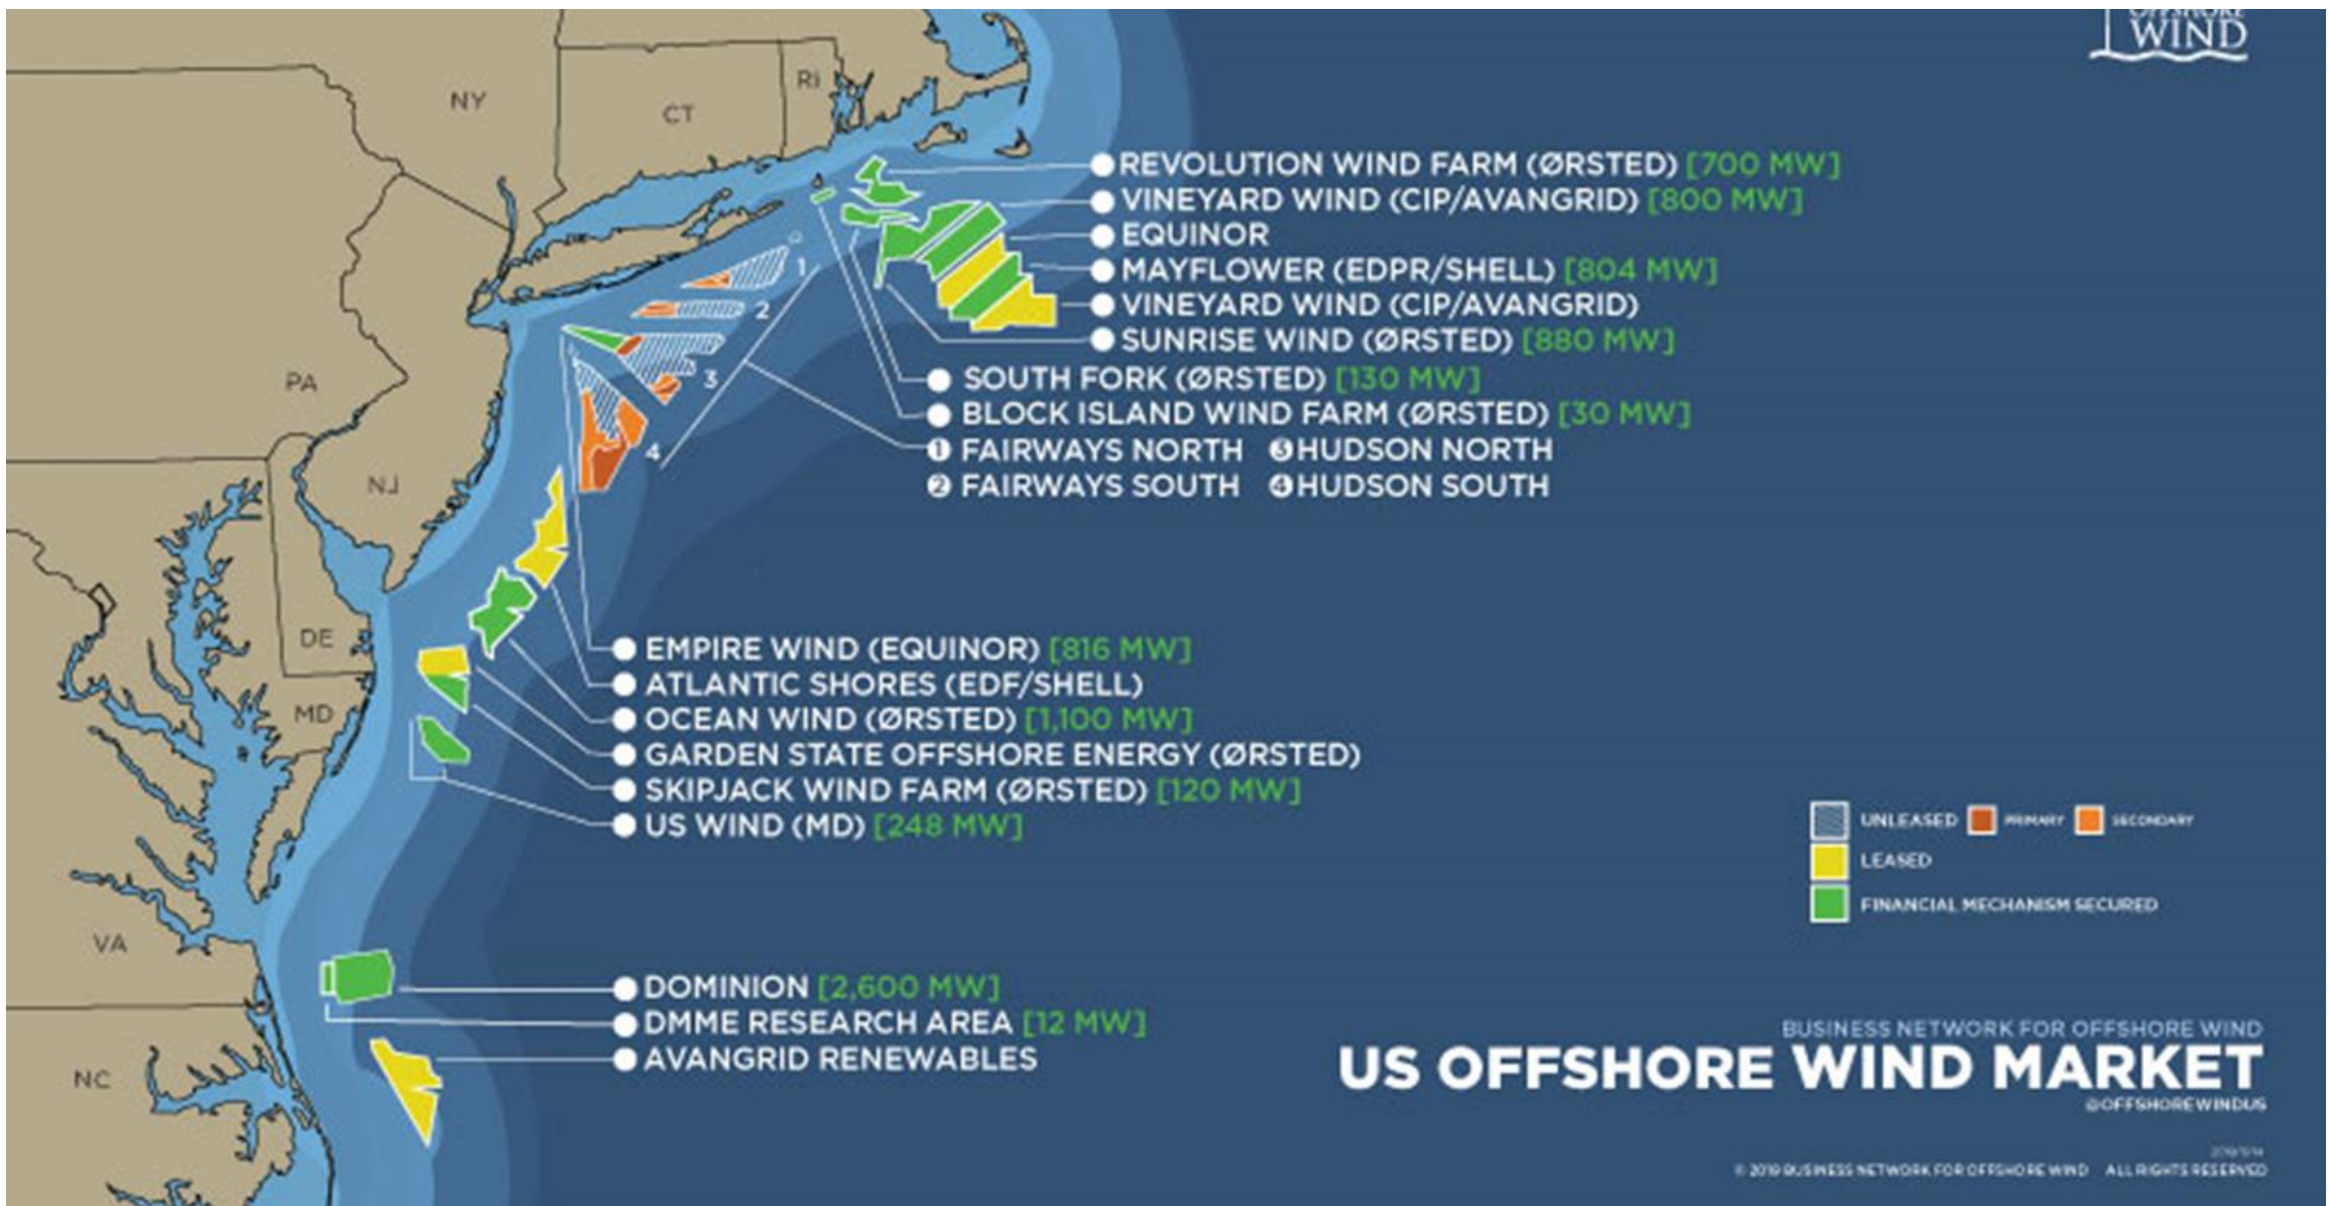 OFFSHORE
WIND
NY
CT
RI
PA
NJ
DE
MD
VA
NC
1
2
3
4
REVOLUTION WIND FARM (ØRSTED) [700 MW]
VINEYARD WIND (CIP/AVANGRID) [800 MW]
EQUINOR
MAYFLOWER (EDPR/SHELL) [804 MW]
VINEYARD WIND (CIP/AVANGRID)
SUNRISE WIND (ØRSTED) [880 MW]
SOUTH FORK (ØRSTED) [130 MW]
BLOCK ISLAND WIND FARM (ØRSTED) [30 MW]
1 FAIRWAYS NORTH 3 HUDSON NORTH
2 FAIRWAYS SOUTH 4 HUDSON SOUTH
EMPIRE WIND (EQUINOR) [816 MW]
ATLANTIC SHORES (EDF/SHELL)
OCEAN WIND (ØRSTED) [1,100 MW]
GARDEN STATE OFFSHORE ENERGY (ØRSTED)
SKIPJACK WIND FARM (ØRSTED) [120 MW]
US WIND (MD) [248 MW]
UNLEASED PRIMARY SECONDARY
LEASED
FINANCIAL MECHANISM SECURED
DOMINION [2,600 MW]
DMME RESEARCH AREA [12 MW]
AVANGRID RENEWABLES
BUSINESS NETWORK FOR OFFSHORE WIND
US OFFSHORE WIND MARKET
@OFFSHOREWINDUS
© 2019 BUSINESS NETWORK FOR OFFSHORE WIND ALL RIGHTS RESERVED